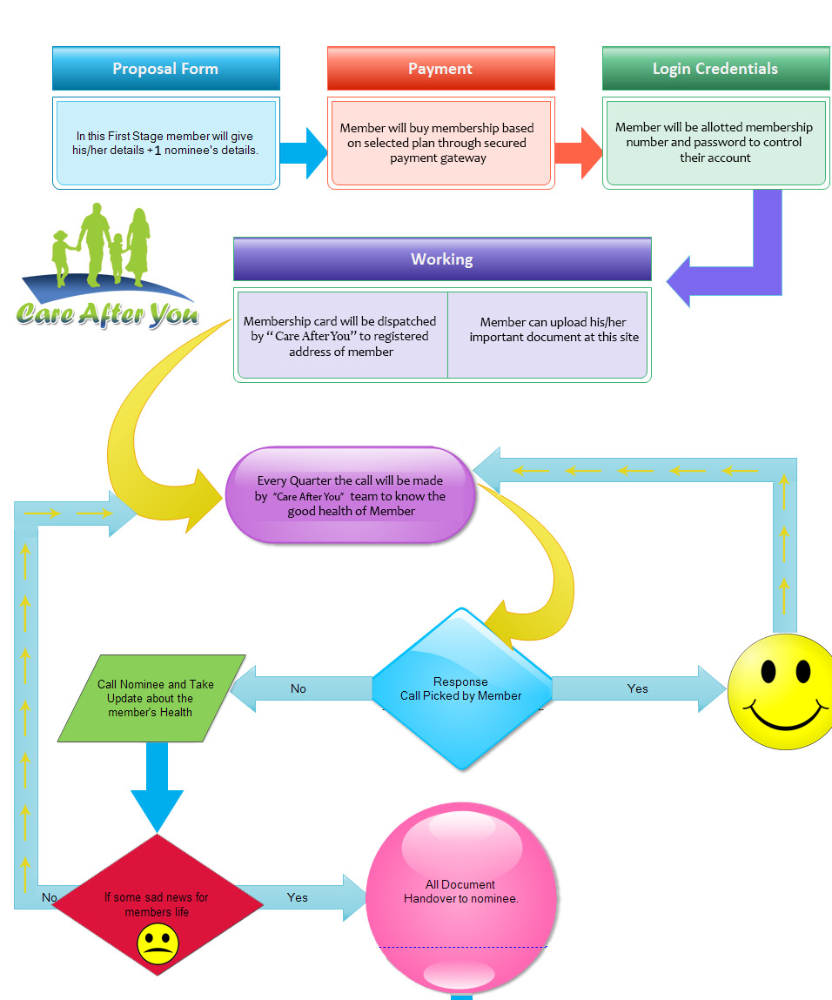 Proposal Form
In this First Stage member will give
his/her details +1 nominee's details.
Payment
Member will buy membership based
on selected plan through secured
payment gateway
Login Credentials
Member will be allotted membership
number and password to control
their account
Care After You
Working
Membership card will be dispatched
by “ Care After You” to registered
address of member
Member can upload his/her
important document at this site
Every Quarter the call will be made
by “Care After You” team to know the
good health of Member
Response
Call Picked by Member
No
Yes
Call Nominee and Take
Update about the
member's Health
If some sad news for
members life
No
Yes
All Document
Handover to nominee.